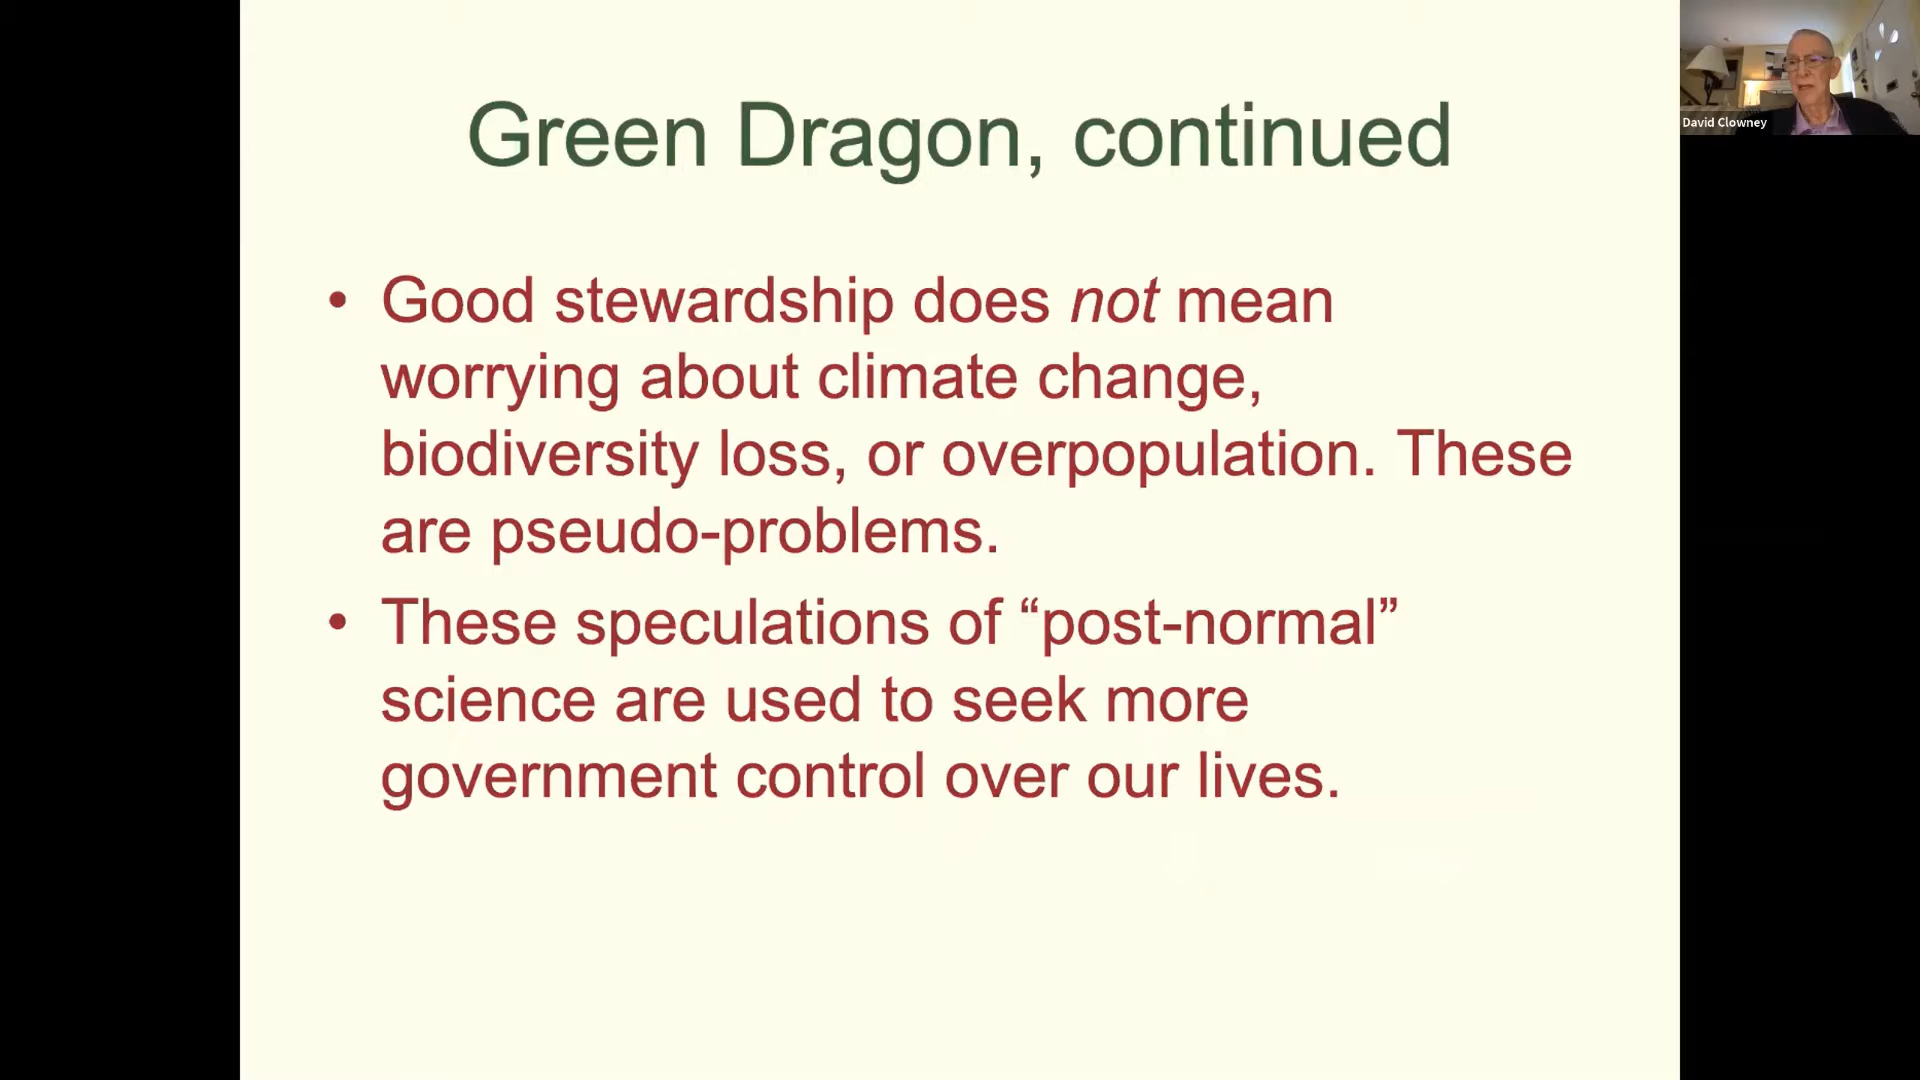 Green Dragon, continued
David Clowney
• Good stewardship does not mean
worrying about climate change,
biodiversity loss, or overpopulation. These
are pseudo-problems.
• These speculations of “post-normal”
science are used to seek more
government control over our lives.